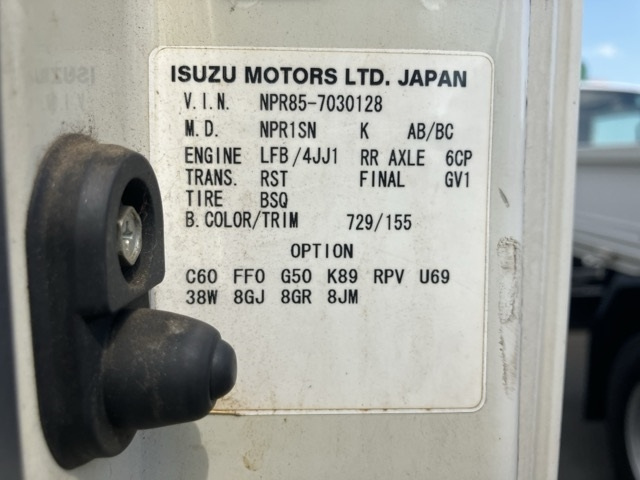 ISUZU MOTORS LTD. JAPAN
V.I.N. NPR85-7030128
M.D. NPR1SN K AB/BC
ENGINE LFB/4JJ1 RR AXLE 6CP
TRANS. RST FINAL GV1
TIRE BSQ
B.COLOR/TRIM 729/155
OPTION
C60 FF0 G50 K89 RPV U69
38W 8GJ 8GR 8JM